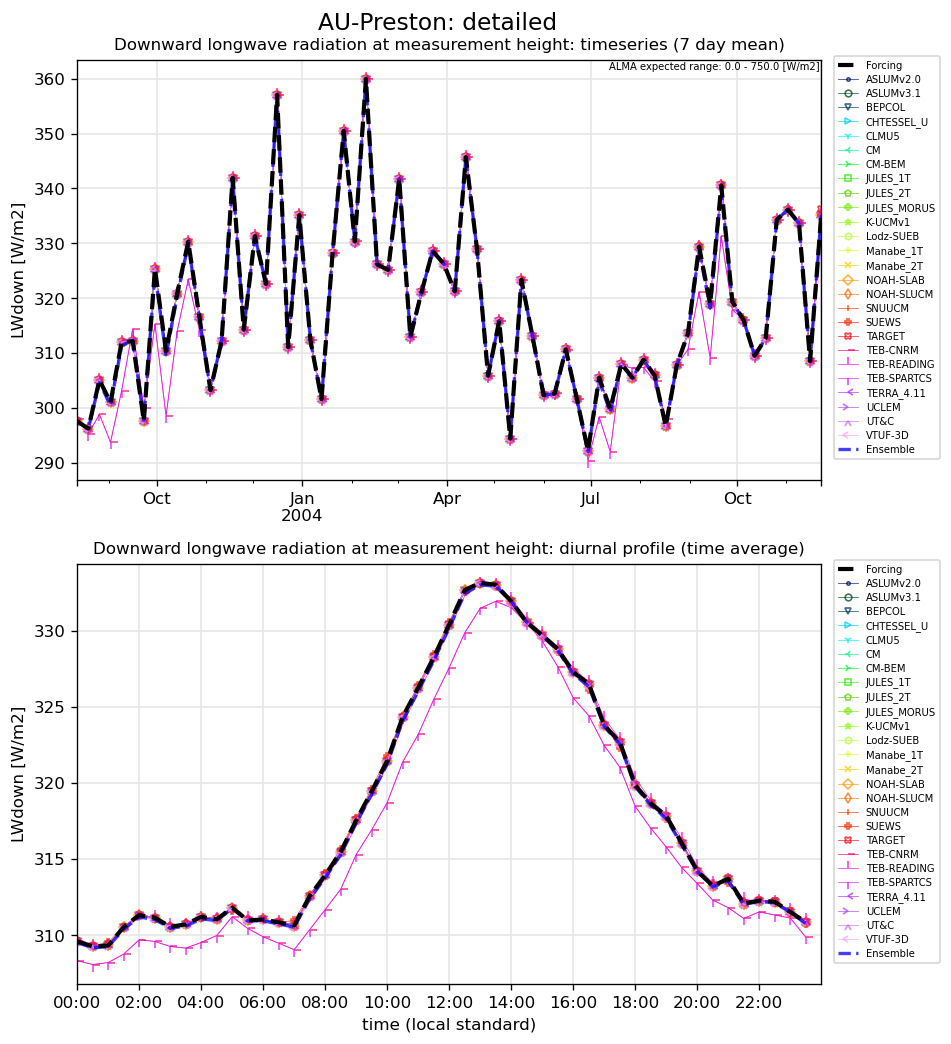 AU-Preston: detailed
Downward longwave radiation at measurement height: timeseries (7 day mean)
ALMA expected range: 0.0 - 750.0 [W/m2]
360
350
340
330
320
310
300
290
LWdown [W/m2]
Oct
Jan
2004
Apr
Jul
Oct
Forcing
ASLUMv2.0
ASLUMv3.1
BEPCOL
CHTESSEL_U
CLMU5
CM
CM-BEM
JULES_1T
JULES_2T
JULES_MORUS
K-UCMv1
Lodz-SUEB
Manabe_1T
Manabe_2T
NOAH-SLAB
NOAH-SLUCM
SNUUCM
SUEWS
TARGET
TEB-CNRM
TEB-READING
TEB-SPARTCS
TERRA_4.11
UCLEM
UT&C
VTUF-3D
Ensemble
Downward longwave radiation at measurement height: diurnal profile (time average)
330
325
320
315
310
LWdown [W/m2]
00:00
02:00
04:00
06:00
08:00
10:00
12:00
14:00
16:00
18:00
20:00
22:00
time (local standard)
Forcing
ASLUMv2.0
ASLUMv3.1
BEPCOL
CHTESSEL_U
CLMU5
CM
CM-BEM
JULES_1T
JULES_2T
JULES_MORUS
K-UCMv1
Lodz-SUEB
Manabe_1T
Manabe_2T
NOAH-SLAB
NOAH-SLUCM
SNUUCM
SUEWS
TARGET
TEB-CNRM
TEB-READING
TEB-SPARTCS
TERRA_4.11
UCLEM
UT&C
VTUF-3D
Ensemble